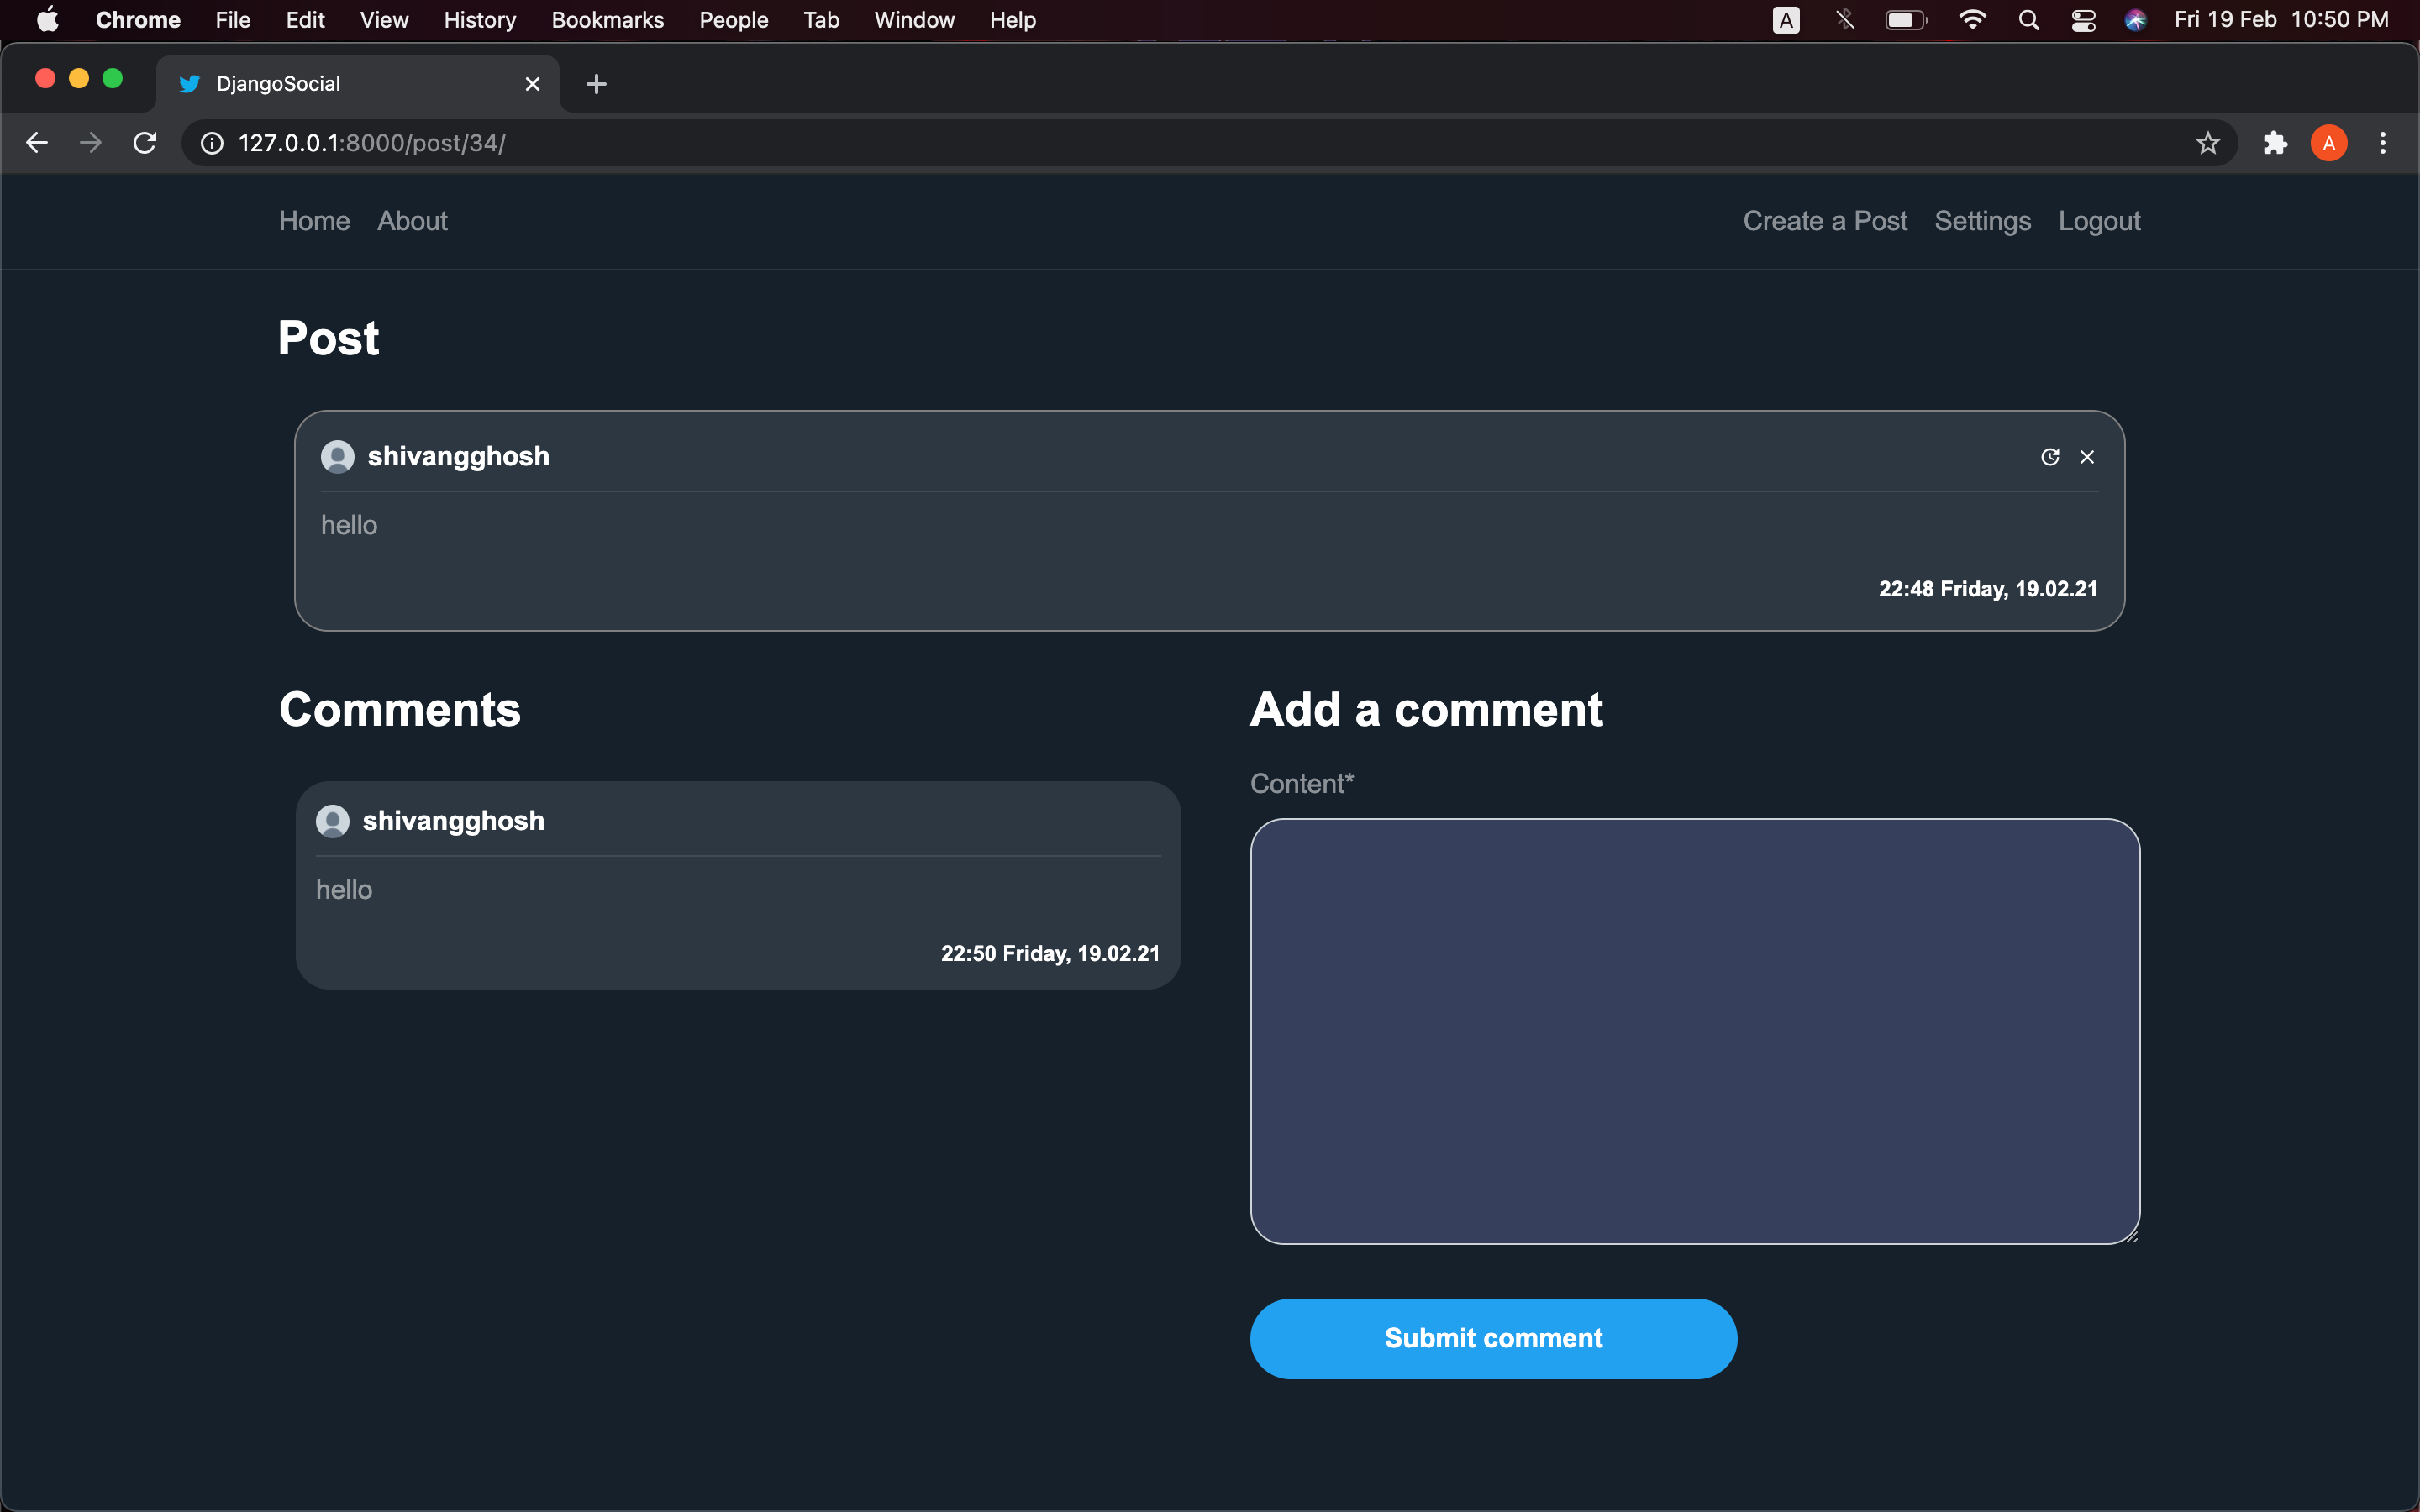 Chrome File Edit View History Bookmarks People Tab Window Help A Fri 19 Feb 10:50 PM
DjangoSocial
127.0.0.1:8000/post/34/ A
Home About Create a Post Settings Logout
Post
shivangghosh
hello
22:48 Friday, 19.02.21
Comments
shivangghosh
hello
22:50 Friday, 19.02.21
Add a comment
Content*
Submit comment